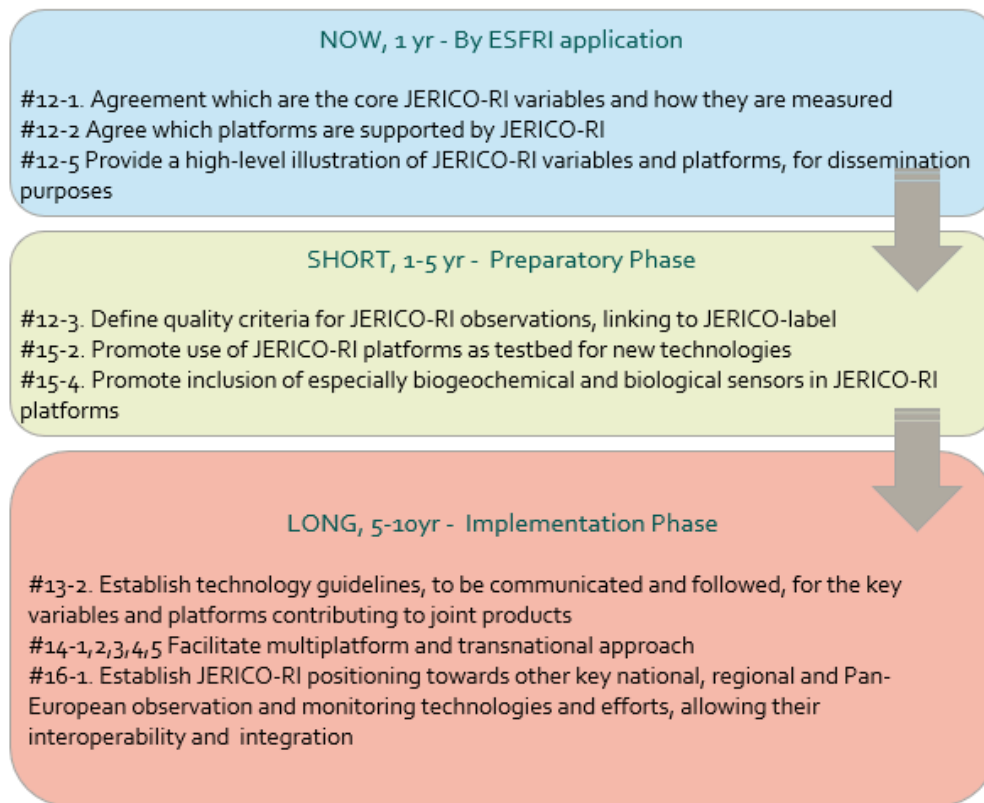 NOW, 1 yr - By ESFRI application
#12-1. Agreement which are the core JERICO-RI variables and how they are measured
#12-2 Agree which platforms are supported by JERICO-RI
#12-5 Provide a high-level illustration of JERICO-RI variables and platforms, for dissemination
purposes
SHORT, 1-5 yr - Preparatory Phase
#12-3. Define quality criteria for JERICO-RI observations, linking to JERICO-label
#15-2. Promote use of JERICO-RI platforms as testbed for new technologies
#15-4. Promote inclusion of especially biogeochemical and biological sensors in JERICO-RI
platforms
LONG, 5-10yr - Implementation Phase
#13-2. Establish technology guidelines, to be communicated and followed, for the key
variables and platforms contributing to joint products
#14-1,2,3,4,5 Facilitate multiplatform and transnational approach
#16-1. Establish JERICO-RI positioning towards other key national, regional and Pan-
European observation and monitoring technologies and efforts, allowing their
interoperability and integration